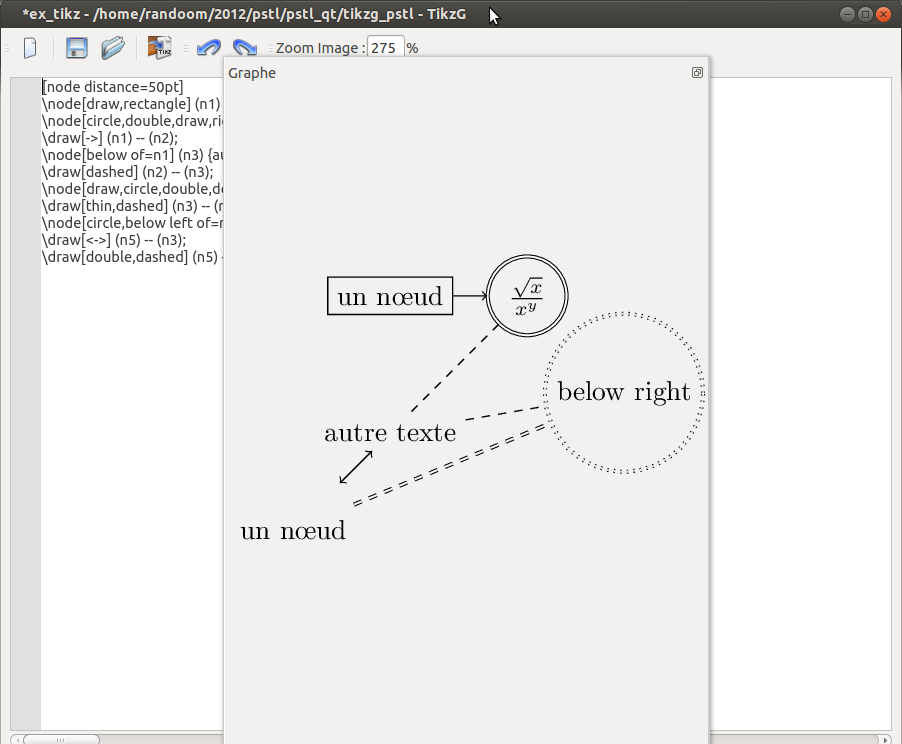 *ex_tikz - /home/randoom/2012/pstl/pstl_qt/tikzg_pstl - TikzG
TikZ
Zoom Image : 275 %
Graphe
[node distance=50pt]
\node[draw,rectangle] (n1)
\node[circle,double,draw,ri
\draw[->] (n1) -- (n2);
\node[below of=n1] (n3) {au
\draw[dashed] (n2) -- (n3);
\node[draw,circle,double,do
\draw[thin,dashed] (n3) -- (n
\node[circle,below left of=n
\draw[<->] (n5) -- (n3);
\draw[double,dashed] (n5) -
un nœud
√x
x^y
below right
autre texte
un nœud